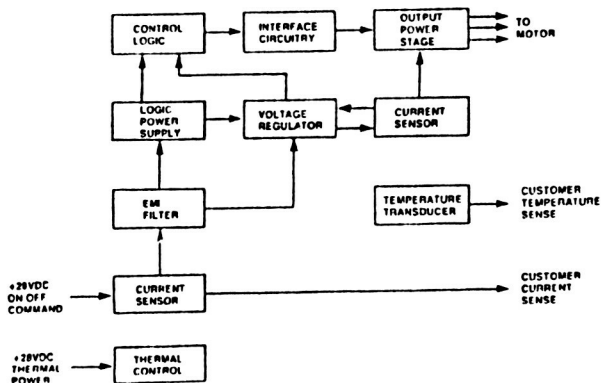 CONTROL
LOGIC
INTERFACE
CIRCUITRY
OUTPUT
POWER
STAGE
TO
MOTOR
LOGIC
POWER
SUPPLY
VOLTAGE
REGULATOR
CURRENT
SENSOR
EMI
FILTER
TEMPERATURE
TRANSDUCER
CUSTOMER
TEMPERATURE
SENSE
+28VDC
ON OFF
COMMAND
CURRENT
SENSOR
CUSTOMER
CURRENT
SENSE
+28VDC
THERMAL
POWER
THERMAL
CONTROL